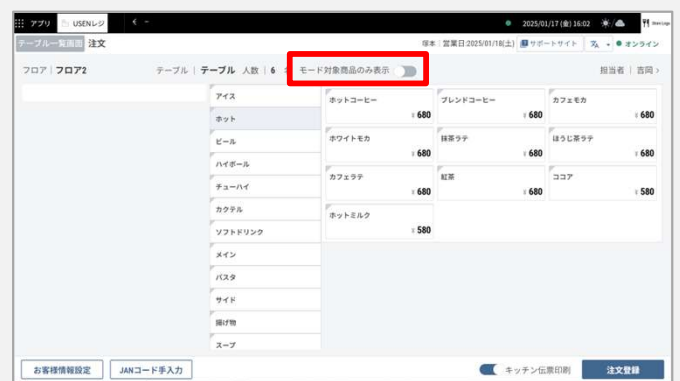 アプリ USENレジ 2025/01/17(金) 16:02
テーブル一覧画面 注文 塚本 営業日:2025/01/18(土) サポートサイト オンライン
フロア フロア2 テーブル テーブル 人数 6 モード対象商品のみ表示 担当者 吉岡
アイス
ホット
ビール
ハイボール
チューハイ
カクテル
ソフトドリンク
メイン
パスタ
サイド
揚げ物
スープ
ホットコーヒー ブレンドコーヒー カフェモカ
¥680 ¥680 ¥680
ホワイトモカ 抹茶ラテ ほうじ茶ラテ
¥680 ¥680 ¥680
カフェラテ 紅茶 ココア
¥680 ¥680 ¥580
ホットミルク
¥580
お客様情報設定 JANコード手入力 キッチン伝票印刷 注文登録